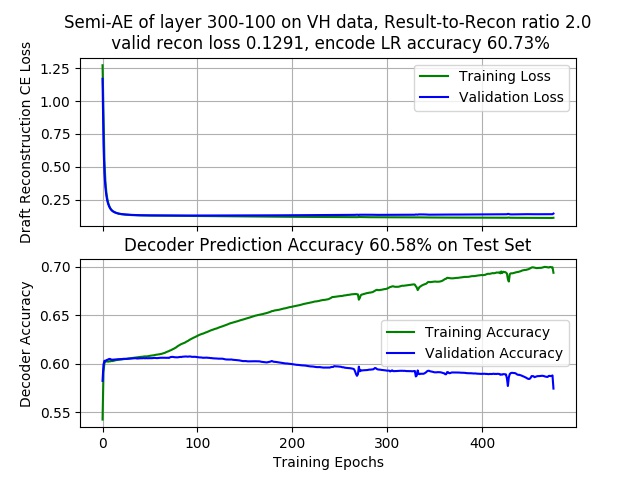 Semi-AE of layer 300-100 on VH data, Result-to-Recon ratio 2.0
valid recon loss 0.1291, encode LR accuracy 60.73%
Draft Reconstruction CE Loss
1.25
1.00
0.75
0.50
0.25
Training Loss
Validation Loss
Decoder Prediction Accuracy 60.58% on Test Set
Decoder Accuracy
0.70
0.65
0.60
0.55
Training Accuracy
Validation Accuracy
0
100
200
300
400
Training Epochs